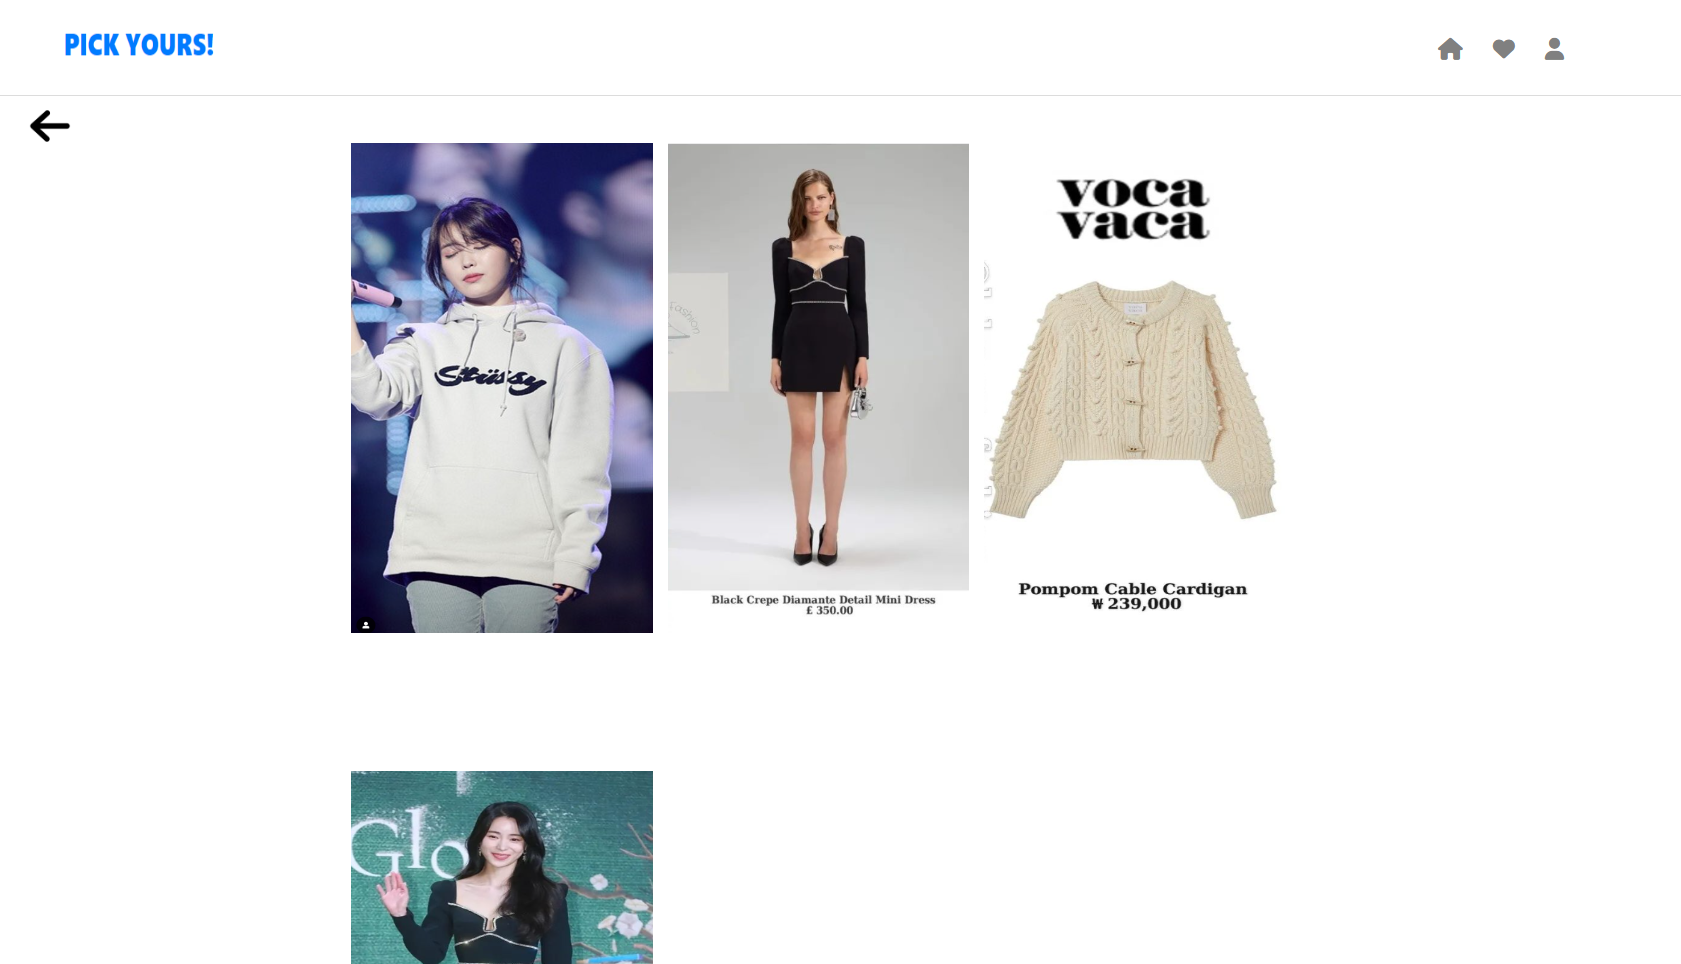 PICK YOURS!
Stüssy
Fashion
Black Crepe Diamante Detail Mini Dress
£ 350.00
voca
vaca
Pompom Cable Cardigan
₩ 239,000
Glo